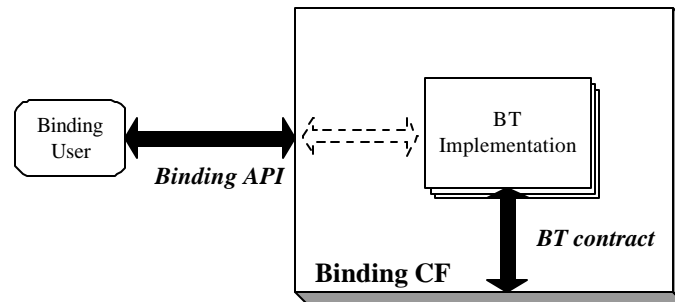 Binding
User
Binding API
BT
Implementation
BT contract
Binding CF